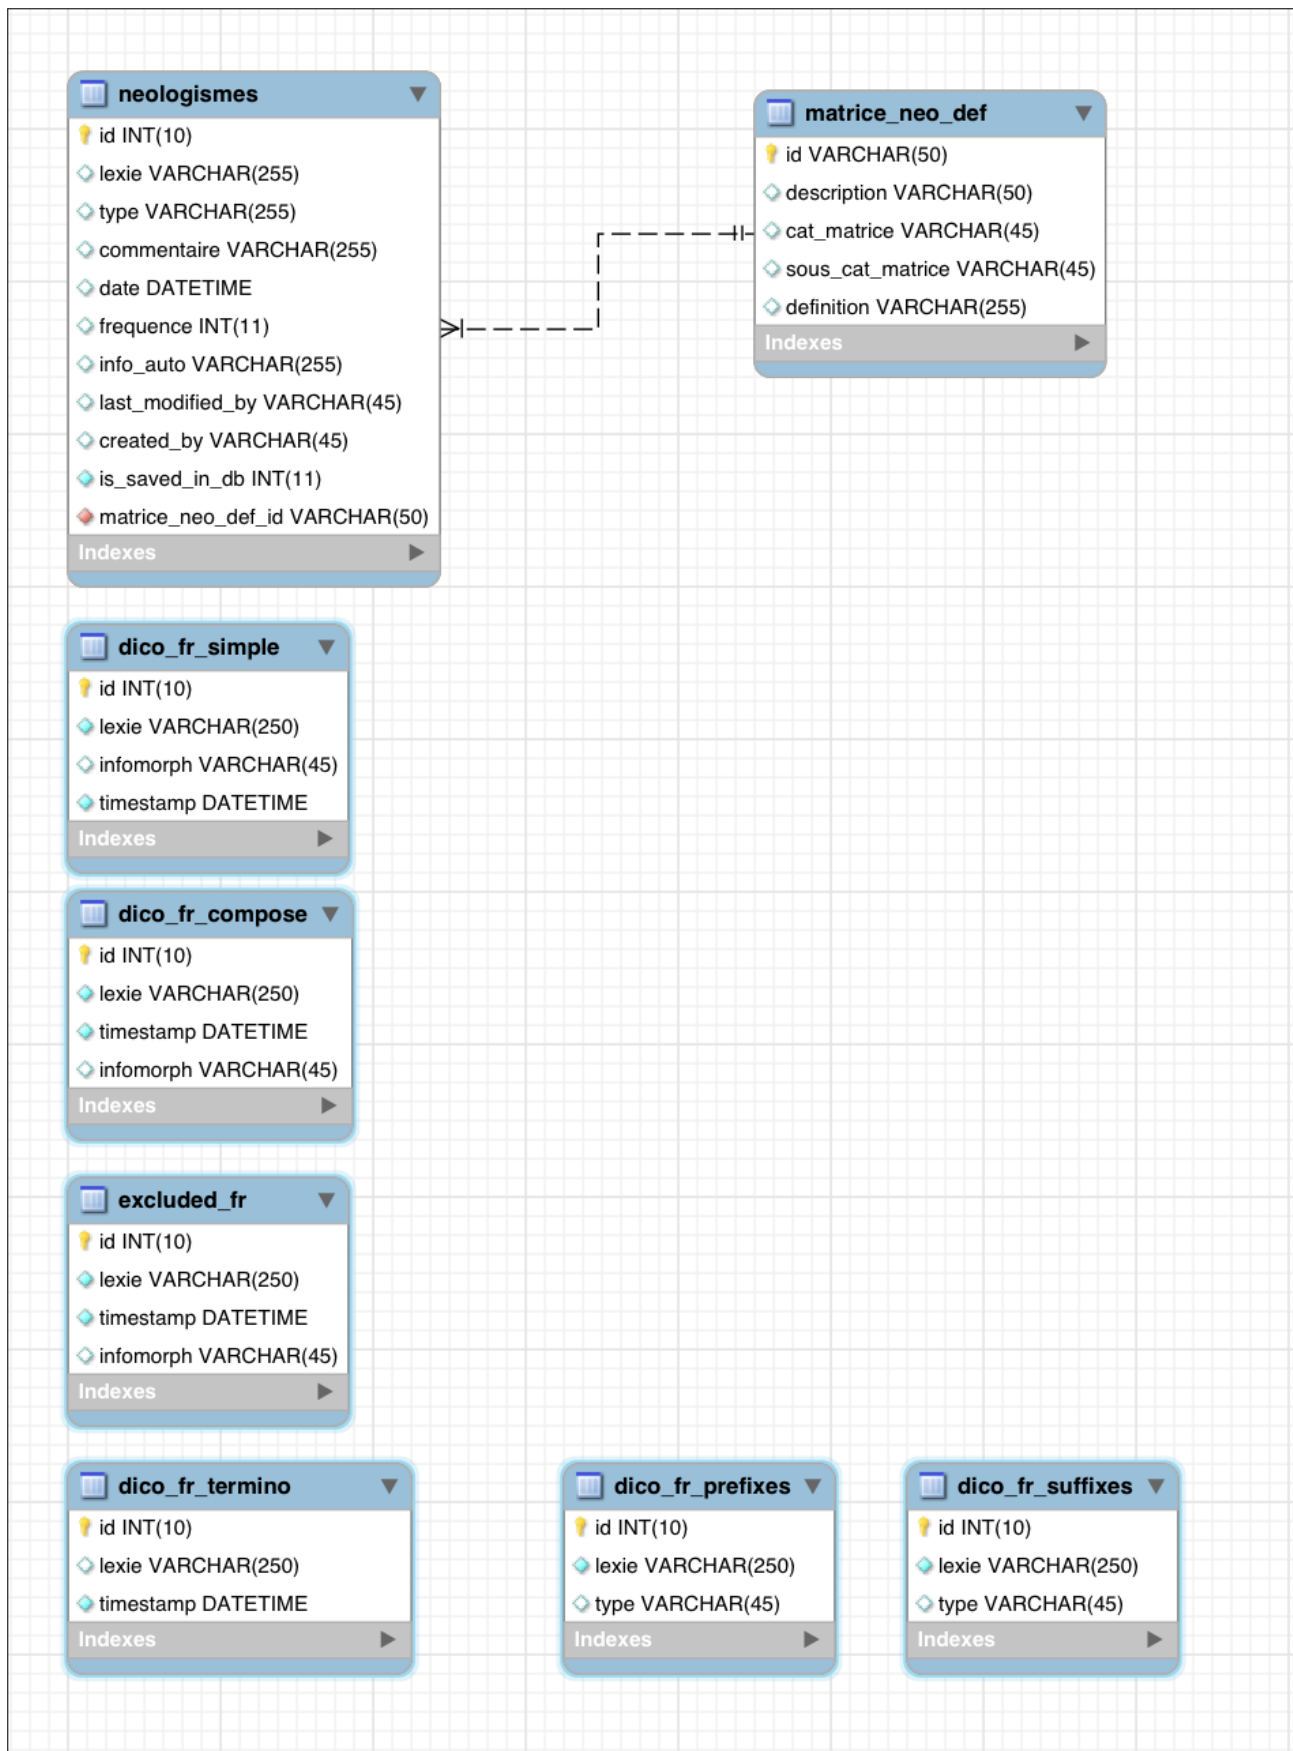 neologismes
id INT(10)
lexie VARCHAR(255)
type VARCHAR(255)
commentaire VARCHAR(255)
date DATETIME
frequence INT(11)
info_auto VARCHAR(255)
last_modified_by VARCHAR(45)
created_by VARCHAR(45)
is_saved_in_db INT(11)
matrice_neo_def_id VARCHAR(50)
Indexes
matrice_neo_def
id VARCHAR(50)
description VARCHAR(50)
cat_matrice VARCHAR(45)
sous_cat_matrice VARCHAR(45)
definition VARCHAR(255)
Indexes
dico_fr_simple
id INT(10)
lexie VARCHAR(250)
infomorph VARCHAR(45)
timestamp DATETIME
Indexes
dico_fr_compose
id INT(10)
lexie VARCHAR(250)
timestamp DATETIME
infomorph VARCHAR(45)
Indexes
excluded_fr
id INT(10)
lexie VARCHAR(250)
timestamp DATETIME
infomorph VARCHAR(45)
Indexes
dico_fr_termino
id INT(10)
lexie VARCHAR(250)
timestamp DATETIME
Indexes
dico_fr_prefixes
id INT(10)
lexie VARCHAR(250)
type VARCHAR(45)
Indexes
dico_fr_suffixes
id INT(10)
lexie VARCHAR(250)
type VARCHAR(45)
Indexes